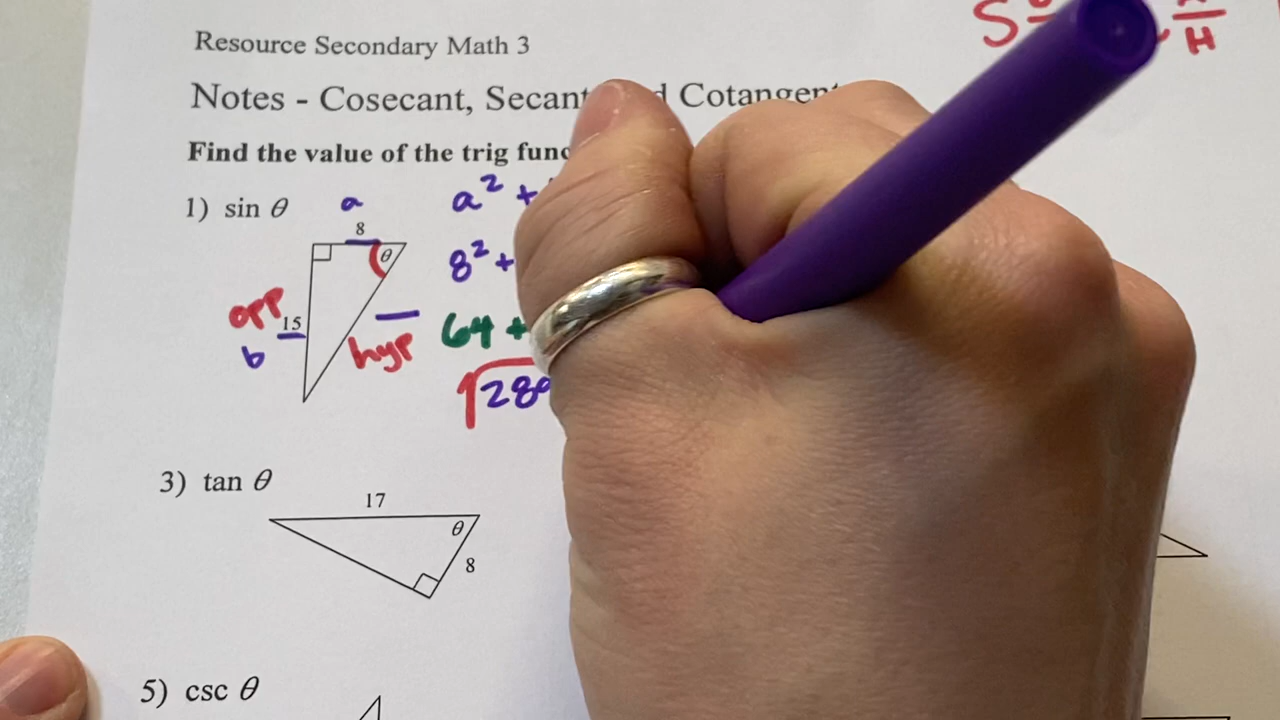 Resource Secondary Math 3
S
A
H
Notes - Cosecant, Secant Cotangent
Find the value of the trig
1) sin θ
a
a² +
8
8² +
θ
opp
15
b
hyp
64 +
√28
3) tan θ
17
θ
8
5) csc θ